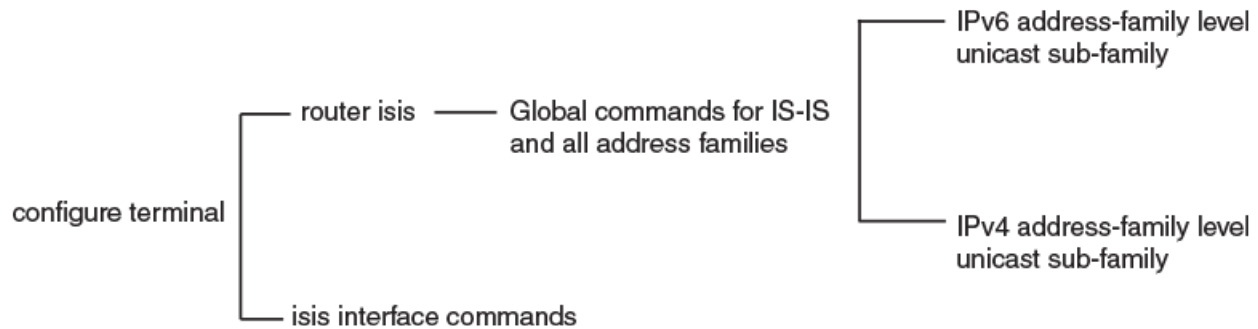 IPv6 address-family level
unicast sub-family
router isis
Global commands for IS-IS
and all address families
configure terminal
IPv4 address-family level
unicast sub-family
isis interface commands